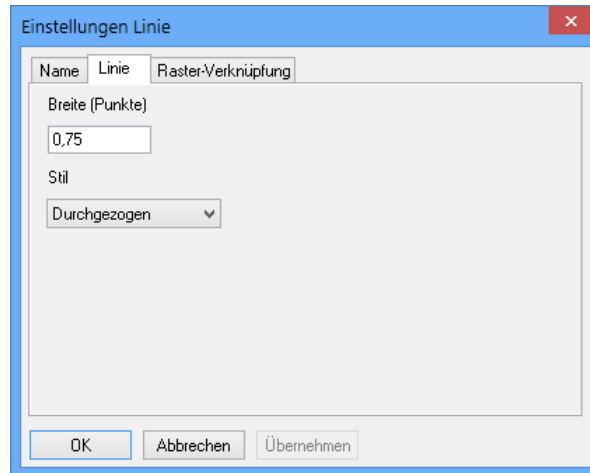 Einstellungen Linie
Name Linie Raster-Verknüpfung
Breite (Punkte)
0,75
Stil
Durchgezogen
OK Abbrechen Übernehmen